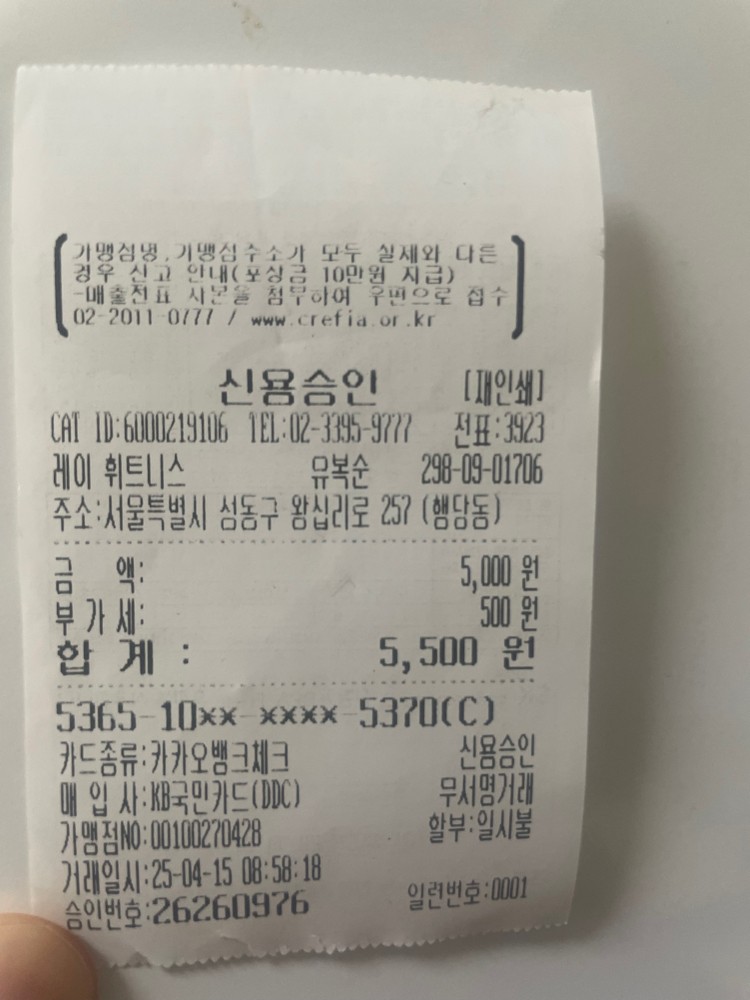 가맹점명,가맹점주소가 모두 실제와 다른
경우 신고 안내(포상금 10만원 지급)
-매출전표 사본을 첨부하여 우편으로 접수
02-2011-0777 / www.crefia.or.kr
신용승인 [재인쇄]
CAT ID:6000219106 TEL:02-3395-9777 전표:3923
레이 휘트니스 유복순 298-09-01706
주소:서울특별시 성동구 왕십리로 257 (행당동)
금 액: 5,000 원
부가세: 500 원
합 계 : 5,500 원
5365-10**-****-5370(C)
카드종류:카카오뱅크체크 신용승인
매 입 사:KB국민카드(DDC) 무서명거래
가맹점NO:00100270428 할부:일시불
거래일시:25-04-15 08:58:18
승인번호:26260976 일련번호:0001